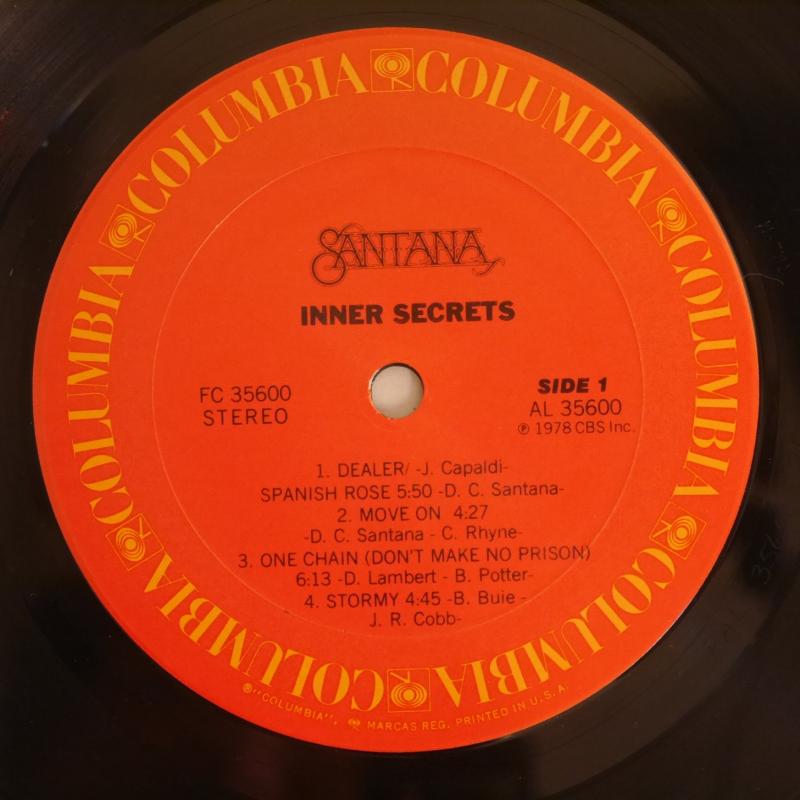 COLUMBIA COLUMBIA COLUMBIA COLUMBIA COLUMBIA COLUMBIA
SANTANA
INNER SECRETS
FC 35600
STEREO
SIDE 1
AL 35600
℗ 1978 CBS Inc.
1. DEALER/ -J. Capaldi-
SPANISH ROSE 5:50 -D. C. Santana-
2. MOVE ON 4:27
-D. C. Santana - C. Rhyne-
3. ONE CHAIN (DON'T MAKE NO PRISON)
6:13 -D. Lambert - B. Potter-
4. STORMY 4:45 -B. Buie -
J. R. Cobb-
®"COLUMBIA", MARCAS REG. PRINTED IN U.S.A.